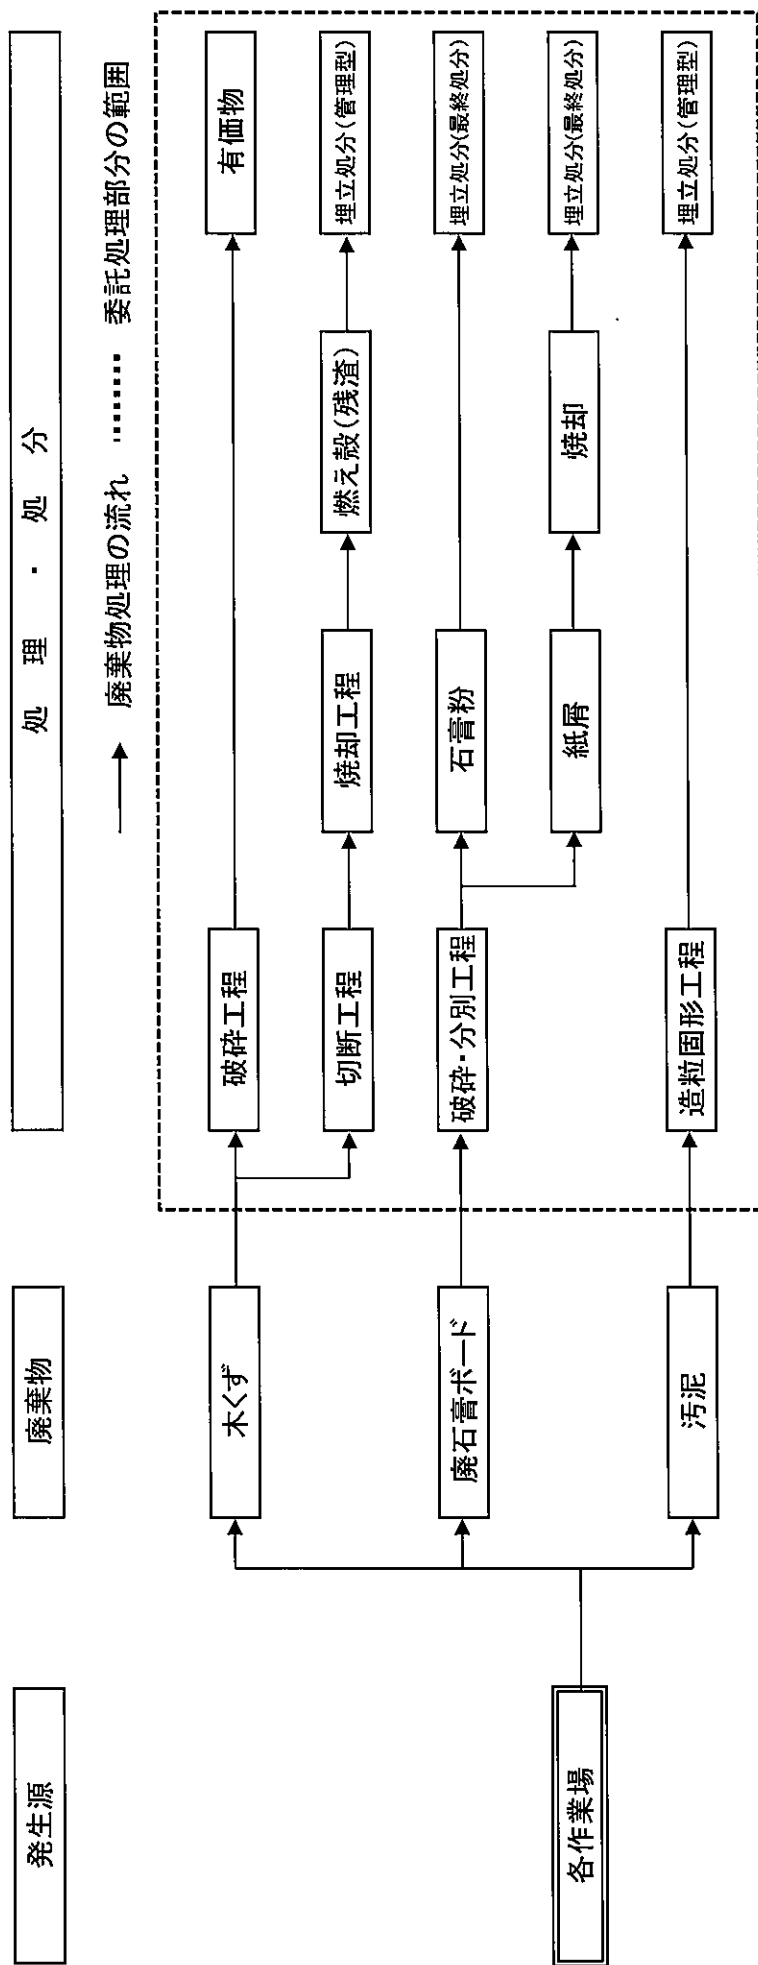 発生源
廃棄物
処理・処分
→ 廃棄物処理の流れ ‥‥‥‥ 委託処理部分の範囲
各作業場
木くず
破砕工程
有価物
切断工程
焼却工程
燃え殻(残渣)
埋立処分(管理型)
廃石膏ボード
破砕・分別工程
石膏粉
埋立処分(最終処分)
紙屑
焼却
埋立処分(最終処分)
汚泥
造粒固形工程
埋立処分(管理型)